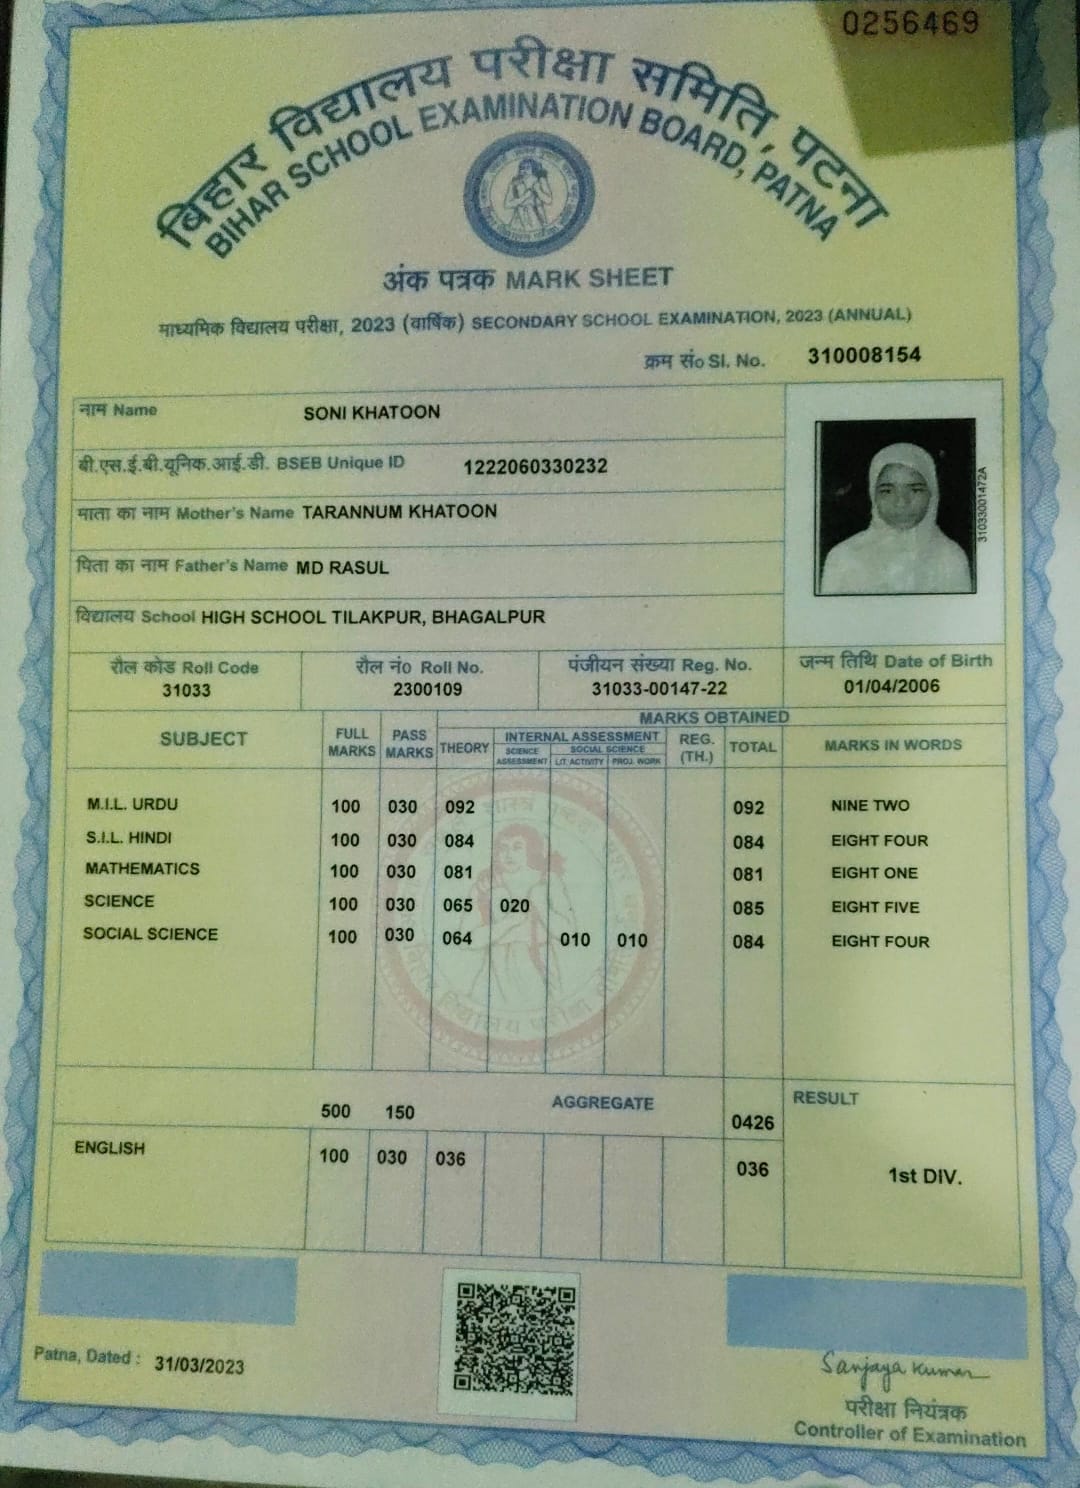 0256469
बिहार विद्यालय परीक्षा समिति, पटना
BIHAR SCHOOL EXAMINATION BOARD, PATNA
अंक पत्रक MARK SHEET
माध्यमिक विद्यालय परीक्षा, 2023 (वार्षिक) SECONDARY SCHOOL EXAMINATION, 2023 (ANNUAL)
क्रम सं० Sl. No. 310008154
नाम Name SONI KHATOON
बी.एस.ई.बी.यूनिक.आई.डी. BSEB Unique ID 1222060330232
माता का नाम Mother's Name TARANNUM KHATOON
पिता का नाम Father's Name MD RASUL
विद्यालय School HIGH SCHOOL TILAKPUR, BHAGALPUR
31033001472A
रौल कोड Roll Code रौल नं० Roll No. पंजीयन संख्या Reg. No. जन्म तिथि Date of Birth
31033 2300109 31033-00147-22 01/04/2006
SUBJECT FULL MARKS PASS MARKS MARKS OBTAINED
THEORY INTERNAL ASSESSMENT REG. (TH.) TOTAL MARKS IN WORDS
SCIENCE ASSESSMENT SOCIAL SCIENCE
LIT. ACTIVITY PROJ. WORK
M.I.L. URDU 100 030 092 092 NINE TWO
S.I.L. HINDI 100 030 084 084 EIGHT FOUR
MATHEMATICS 100 030 081 081 EIGHT ONE
SCIENCE 100 030 065 020 085 EIGHT FIVE
SOCIAL SCIENCE 100 030 064 010 010 084 EIGHT FOUR
500 150 AGGREGATE 0426 RESULT
ENGLISH 100 030 036 036 1st DIV.
Patna, Dated : 31/03/2023
Sanjaya Kumar
परीक्षा नियंत्रक
Controller of Examination